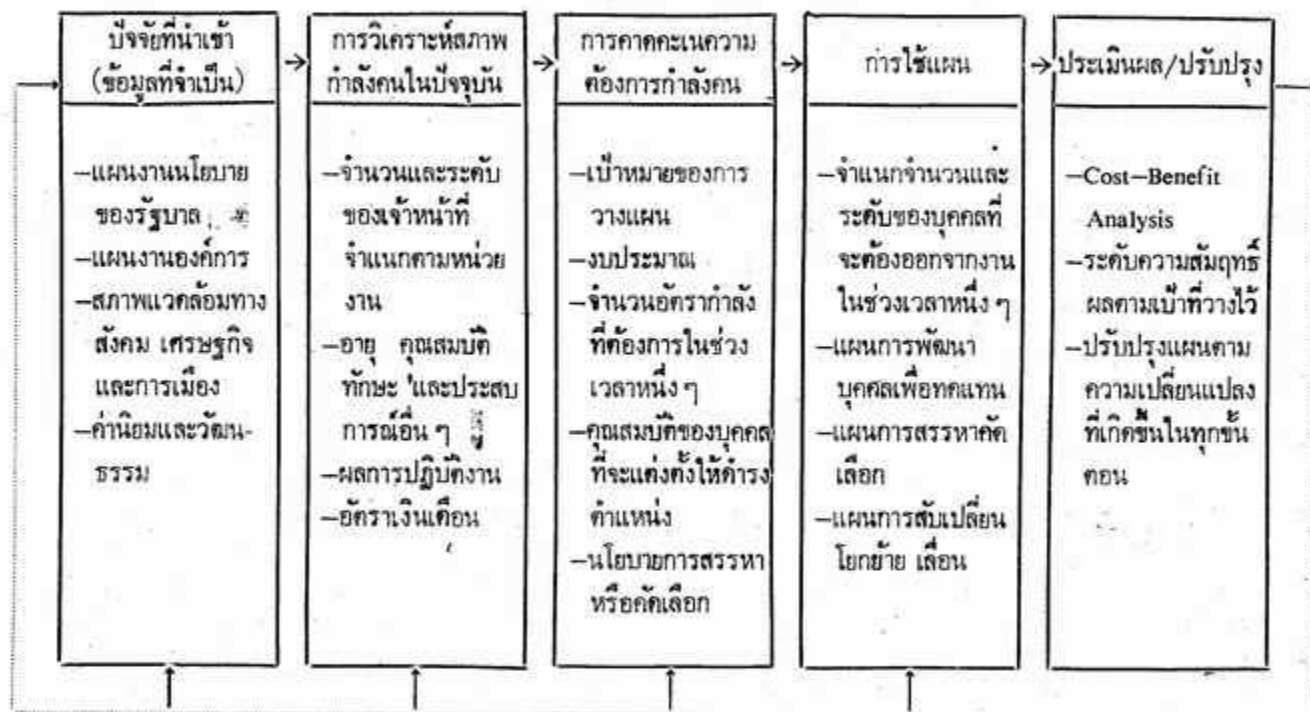 ปัจจัยที่นำเข้า
(ข้อมูลที่จำเป็น)
–แผนงานนโยบาย
ของรัฐบาล
–แผนงานองค์การ
–สภาพแวดล้อมทาง
สังคม เศรษฐกิจ
และการเมือง
–ค่านิยมและวัฒน-
ธรรม
การวิเคราะห์สภาพ
กำลังคนในปัจจุบัน
–จำนวนและระดับ
ของเจ้าหน้าที่
จำแนกตามหน่วย
งาน
–อายุ คุณสมบัติ
ทักษะ และประสบ
การณ์อื่น ๆ
–ผลการปฏิบัติงาน
–อัตราเงินเดือน
การคาดคะเนความ
ต้องการกำลังคน
–เป้าหมายของการ
วางแผน
–งบประมาณ
–จำนวนอัตรากำลัง
ที่ต้องการในช่วง
เวลาหนึ่ง ๆ
–คุณสมบัติของบุคคล
ที่จะแต่งตั้งให้ดำรง
ตำแหน่ง
–นโยบายการสรรหา
หรือคัดเลือก
การใช้แผน
–จำแนกจำนวนและ
ระดับของบุคคลที่
จะต้องออกจากงาน
ในช่วงเวลาหนึ่ง ๆ
–แผนการพัฒนา
บุคคลเพื่อทดแทน
–แผนการสรรหาคัด
เลือก
–แผนการสับเปลี่ยน
โยกย้าย เลื่อน
ประเมินผล/ปรับปรุง
–Cost–Benefit
Analysis
–ระดับความสัมฤทธิ์
ผลตามเป้าที่วางไว้
–ปรับปรุงแผนตาม
ความเปลี่ยนแปลง
ที่เกิดขึ้นในทุกขั้น
ตอน